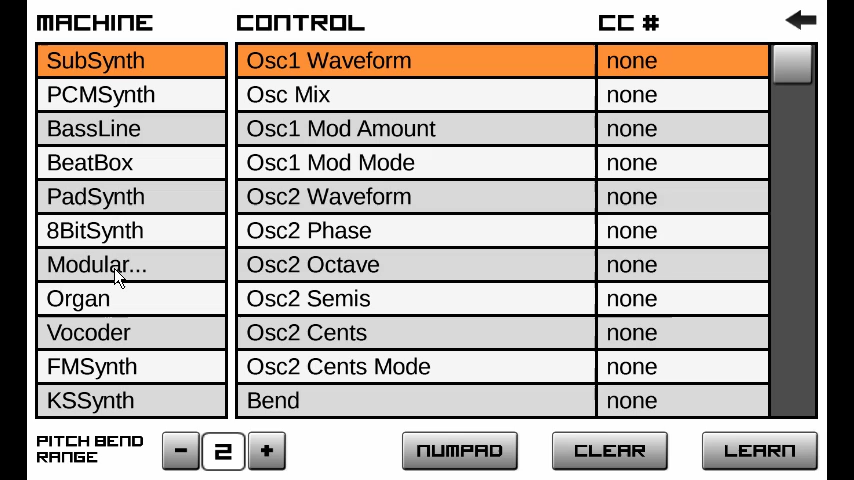 MACHINE CONTROL CC #
SubSynth Osc1 Waveform none
PCMSynth Osc Mix none
BassLine Osc1 Mod Amount none
BeatBox Osc1 Mod Mode none
PadSynth Osc2 Waveform none
8BitSynth Osc2 Phase none
Modular... Osc2 Octave none
Organ Osc2 Semis none
Vocoder Osc2 Cents none
FMSynth Osc2 Cents Mode none
KSSynth Bend none
PITCH BEND
RANGE - 2 + NUMPAD CLEAR LEARN